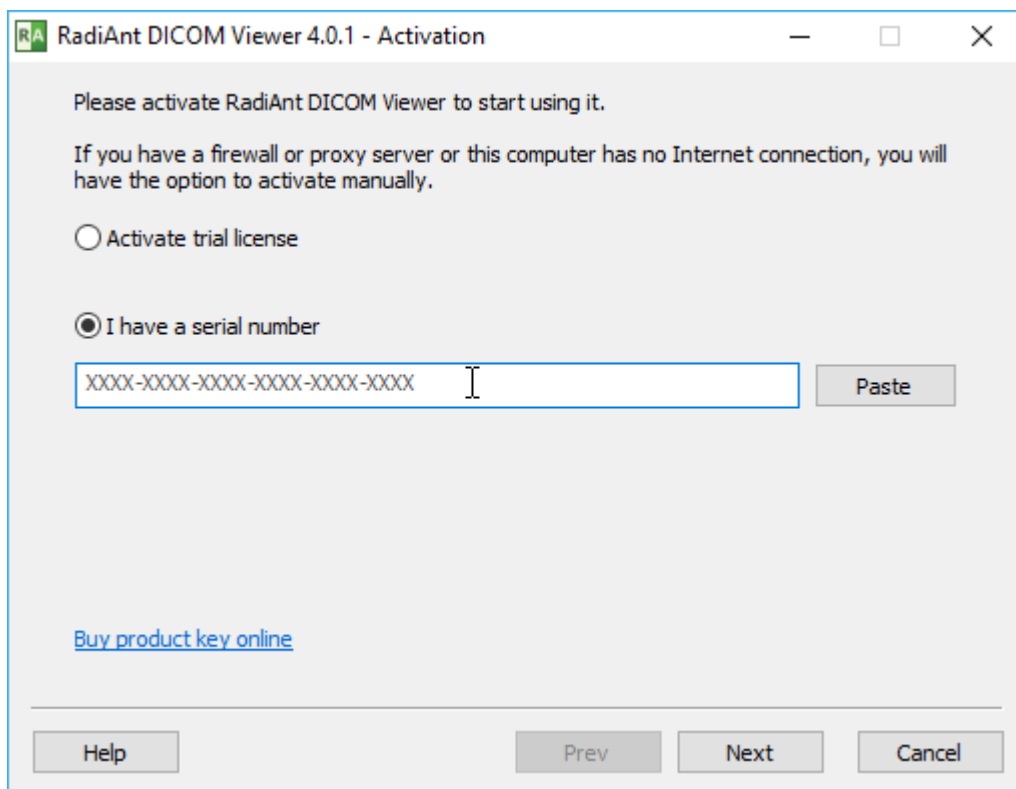 RA RadiAnt DICOM Viewer 4.0.1 - Activation
Please activate RadiAnt DICOM Viewer to start using it.
If you have a firewall or proxy server or this computer has no Internet connection, you will
have the option to activate manually.
Activate trial license
I have a serial number
XXXX-XXXX-XXXX-XXXX-XXXX-XXXX
Paste
Buy product key online
Help Prev Next Cancel